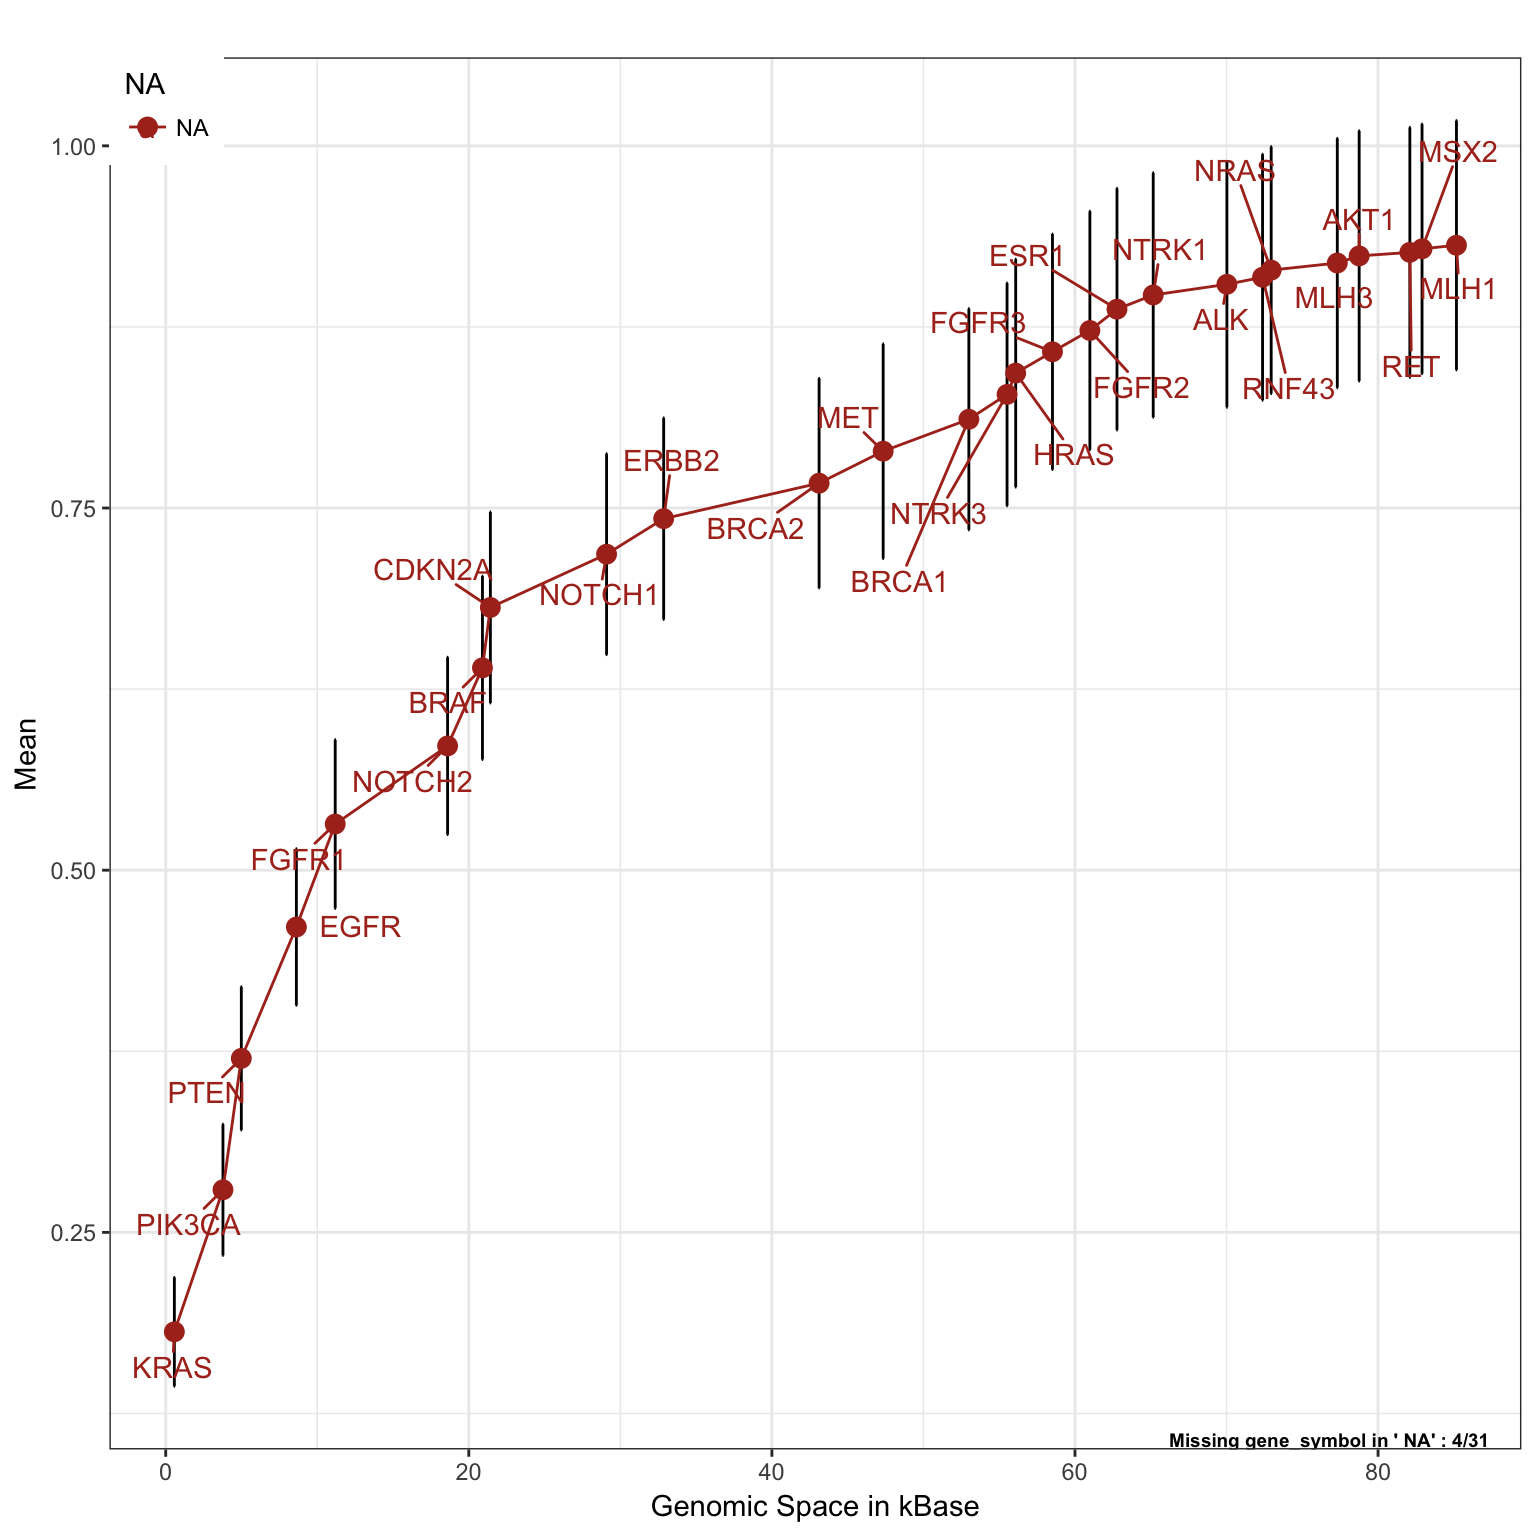 NA
NA
1.00
MSX2
NRAS
AKT1
NTRK1
ESR1
MLH1
MLH3
ALK
FGFR3
RET
FGFR2
RNF43
MET
HRAS
ERBB2
0.75
NTRK3
BRCA2
CDKN2A
BRCA1
NOTCH1
BRAF
Mean
NOTCH2
FGFR1
0.50
EGFR
PTEN
PIK3CA
0.25
KRAS
Missing gene_symbol in ' NA' : 4/31
0 20 40 60 80
Genomic Space in kBase